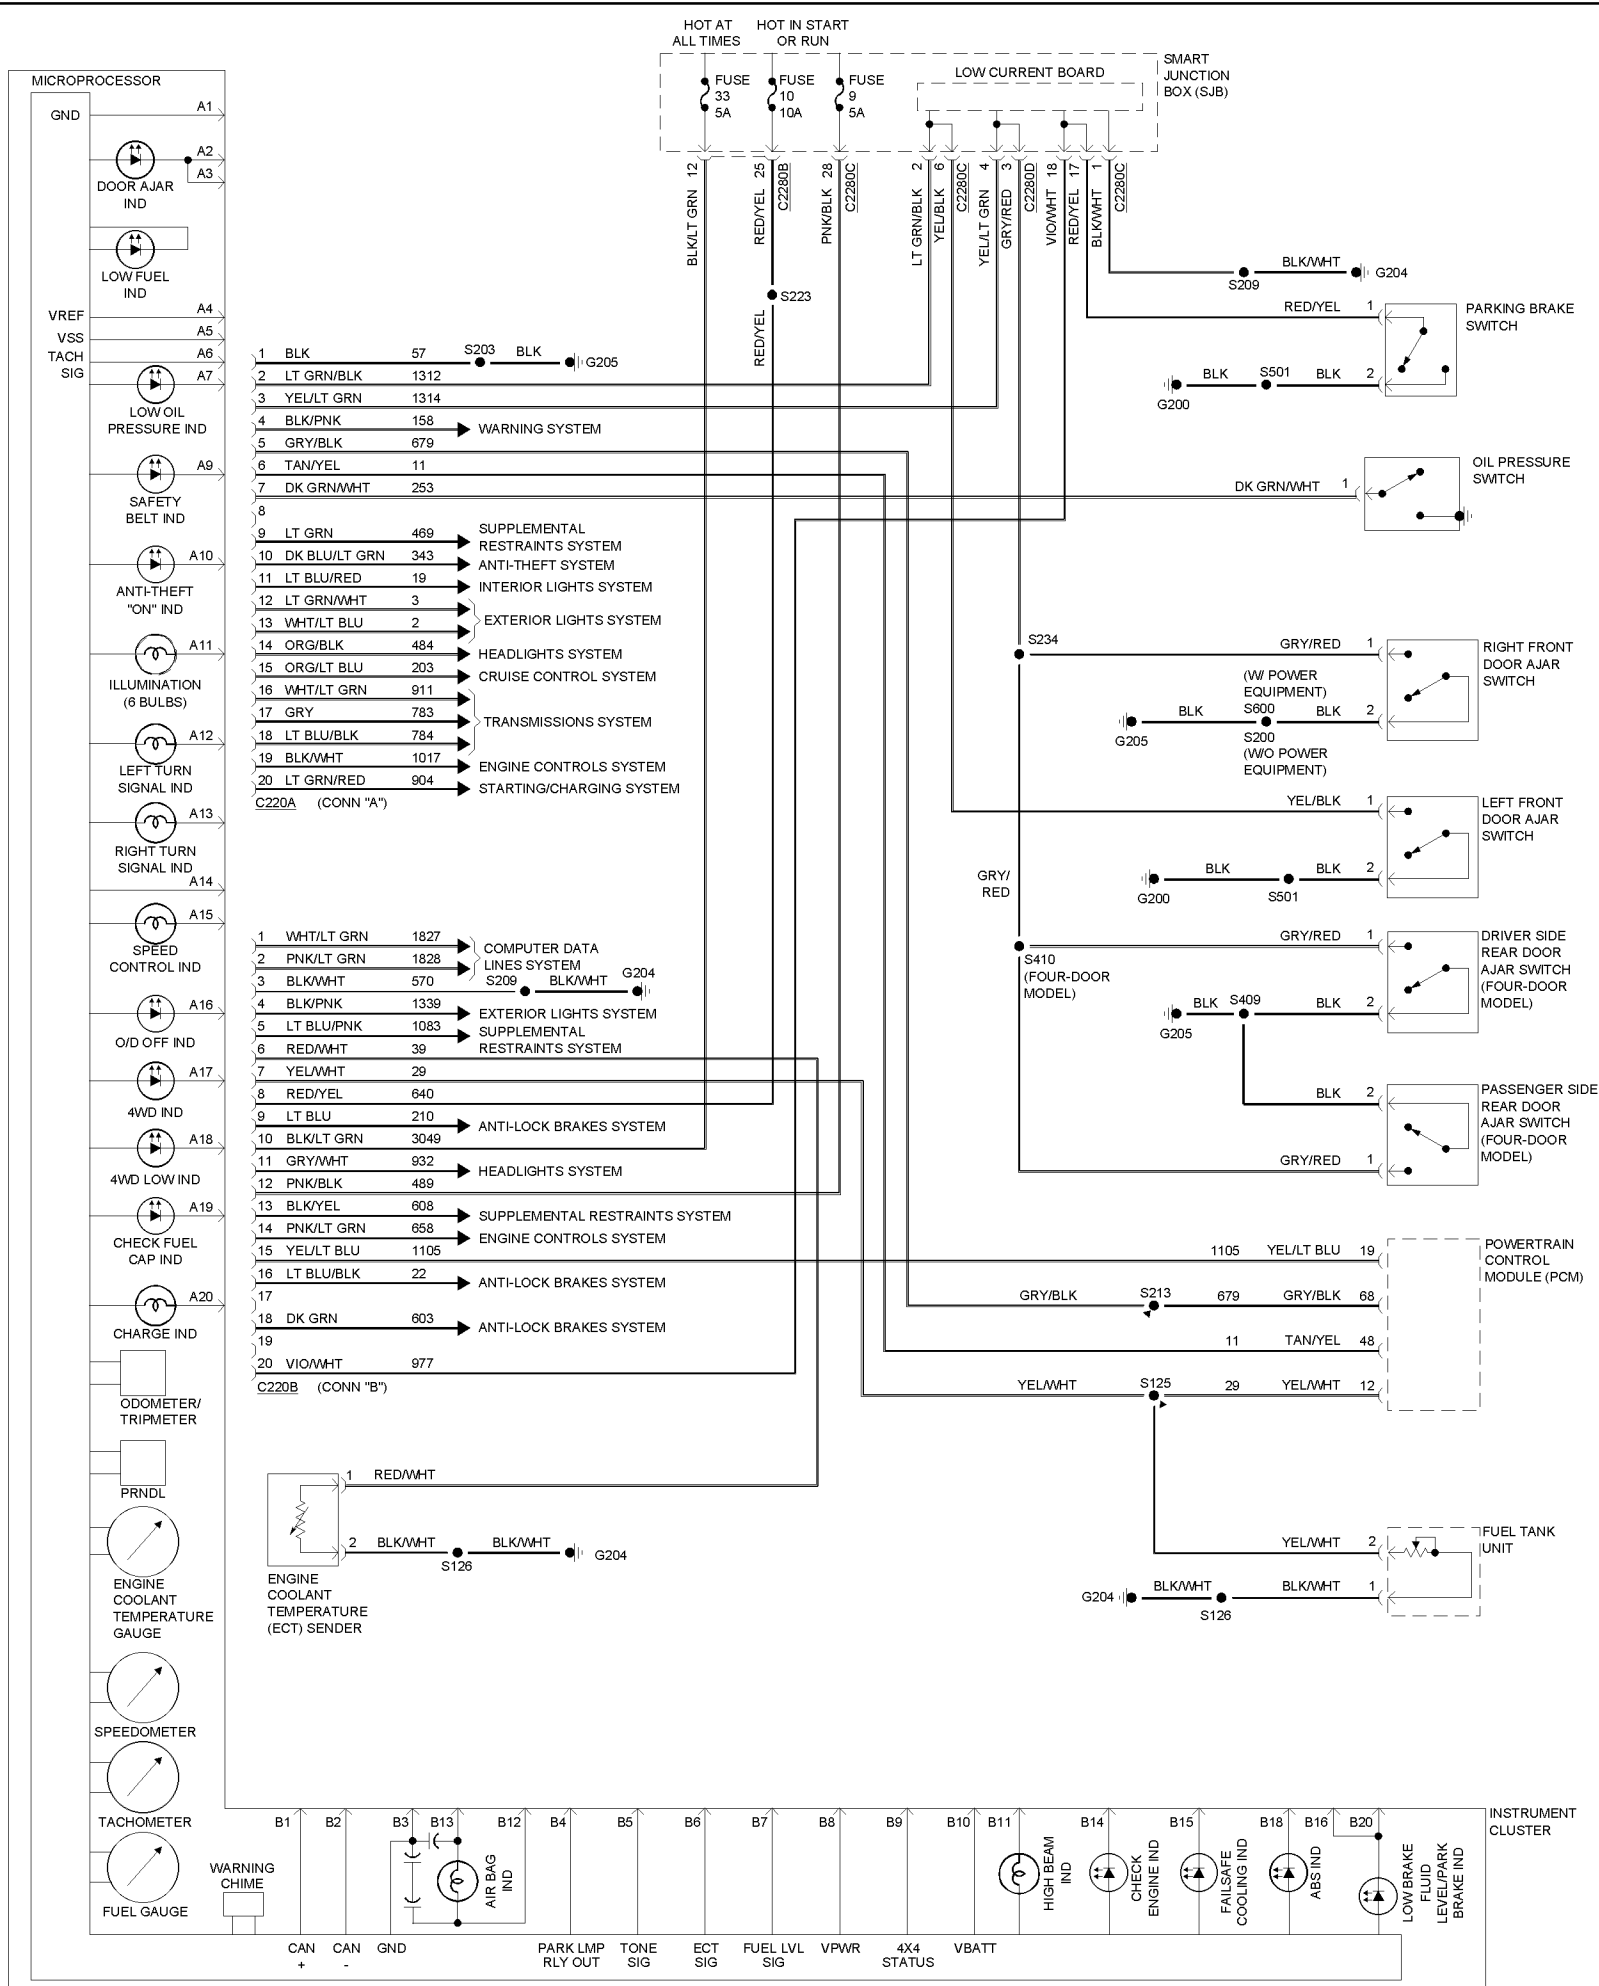 HOT AT
ALL TIMES
HOT IN START
OR RUN
FUSE
33
5A
FUSE
10
10A
FUSE
9
5A
LOW CURRENT BOARD
SMART
JUNCTION
BOX (SJB)
12
25
C2280B
28
C2280C
2
6
C2280C
4
3
C2280D
18
17
1
C2280C
BLK/LT GRN
RED/YEL
PNK/BLK
LT GRN/BLK
YEL/BLK
YEL/LT GRN
GRY/RED
VIO/WHT
RED/YEL
BLK/WHT
S223
RED/YEL
MICROPROCESSOR
GND
A1
A2
A3
DOOR AJAR
IND
LOW FUEL
IND
VREF
A4
VSS
A5
TACH
SIG
A6
A7
LOW OIL
PRESSURE IND
A9
SAFETY
BELT IND
A10
ANTI-THEFT
"ON" IND
A11
ILLUMINATION
(6 BULBS)
A12
LEFT TURN
SIGNAL IND
A13
RIGHT TURN
SIGNAL IND
A14
A15
SPEED
CONTROL IND
A16
O/D OFF IND
A17
4WD IND
A18
4WD LOW IND
A19
CHECK FUEL
CAP IND
A20
CHARGE IND
ODOMETER/
TRIPMETER
PRNDL
ENGINE
COOLANT
TEMPERATURE
GAUGE
SPEEDOMETER
TACHOMETER
FUEL GAUGE
WARNING
CHIME
1 BLK 57 S203 BLK G205
2 LT GRN/BLK 1312
3 YEL/LT GRN 1314
4 BLK/PNK 158 WARNING SYSTEM
5 GRY/BLK 679
6 TAN/YEL 11
7 DK GRN/WHT 253
8
9 LT GRN 469 SUPPLEMENTAL
RESTRAINTS SYSTEM
10 DK BLU/LT GRN 343 ANTI-THEFT SYSTEM
11 LT BLU/RED 19 INTERIOR LIGHTS SYSTEM
12 LT GRN/WHT 3
EXTERIOR LIGHTS SYSTEM
13 WHT/LT BLU 2
14 ORG/BLK 484 HEADLIGHTS SYSTEM
15 ORG/LT BLU 203 CRUISE CONTROL SYSTEM
16 WHT/LT GRN 911
17 GRY 783 TRANSMISSIONS SYSTEM
18 LT BLU/BLK 784
19 BLK/WHT 1017 ENGINE CONTROLS SYSTEM
20 LT GRN/RED 904 STARTING/CHARGING SYSTEM
C220A (CONN "A")
1 WHT/LT GRN 1827
COMPUTER DATA
LINES SYSTEM
2 PNK/LT GRN 1828
3 BLK/WHT 570 S209 BLK/WHT G204
4 BLK/PNK 1339 EXTERIOR LIGHTS SYSTEM
5 LT BLU/PNK 1083 SUPPLEMENTAL
RESTRAINTS SYSTEM
6 RED/WHT 39
7 YEL/WHT 29
8 RED/YEL 640
9 LT BLU 210 ANTI-LOCK BRAKES SYSTEM
10 BLK/LT GRN 3049
11 GRY/WHT 932 HEADLIGHTS SYSTEM
12 PNK/BLK 489
13 BLK/YEL 608 SUPPLEMENTAL RESTRAINTS SYSTEM
14 PNK/LT GRN 658 ENGINE CONTROLS SYSTEM
15 YEL/LT BLU 1105
16 LT BLU/BLK 22 ANTI-LOCK BRAKES SYSTEM
17
18 DK GRN 603 ANTI-LOCK BRAKES SYSTEM
19
20 VIO/WHT 977
C220B (CONN "B")
1 RED/WHT
2 BLK/WHT S126 BLK/WHT G204
ENGINE
COOLANT
TEMPERATURE
(ECT) SENDER
S209 BLK/WHT G204
RED/YEL 1
G200 BLK S501 BLK 2
PARKING BRAKE
SWITCH
DK GRN/WHT 1
OIL PRESSURE
SWITCH
S234
GRY/RED 1
(W/ POWER
EQUIPMENT)
S600
G205 BLK BLK 2
S200
(W/O POWER
EQUIPMENT)
RIGHT FRONT
DOOR AJAR
SWITCH
YEL/BLK 1
G200 BLK S501 BLK 2
LEFT FRONT
DOOR AJAR
SWITCH
GRY/
RED
S410
(FOUR-DOOR
MODEL)
GRY/RED 1
G205 BLK S409 BLK 2
DRIVER SIDE
REAR DOOR
AJAR SWITCH
(FOUR-DOOR
MODEL)
BLK 2
GRY/RED 1
PASSENGER SIDE
REAR DOOR
AJAR SWITCH
(FOUR-DOOR
MODEL)
1105 YEL/LT BLU 19
GRY/BLK S213 679 GRY/BLK 68
11 TAN/YEL 48
YEL/WHT S125 29 YEL/WHT 12
POWERTRAIN
CONTROL
MODULE (PCM)
YEL/WHT 2
G204 BLK/WHT S126 BLK/WHT 1
FUEL TANK
UNIT
INSTRUMENT
CLUSTER
B1
B2
B3
B13
B12
B4
B5
B6
B7
B8
B9
B10
B11
B14
B15
B18
B16
B20
AIR BAG
IND
HIGH BEAM
IND
CHECK
ENGINE IND
FAILSAFE
COOLING IND
ABS IND
LOW BRAKE
FLUID
LEVEL/PARK
BRAKE IND
CAN
+
CAN
-
GND
PARK LMP
RLY OUT
TONE
SIG
ECT
SIG
FUEL LVL
SIG
VPWR
4X4
STATUS
VBATT